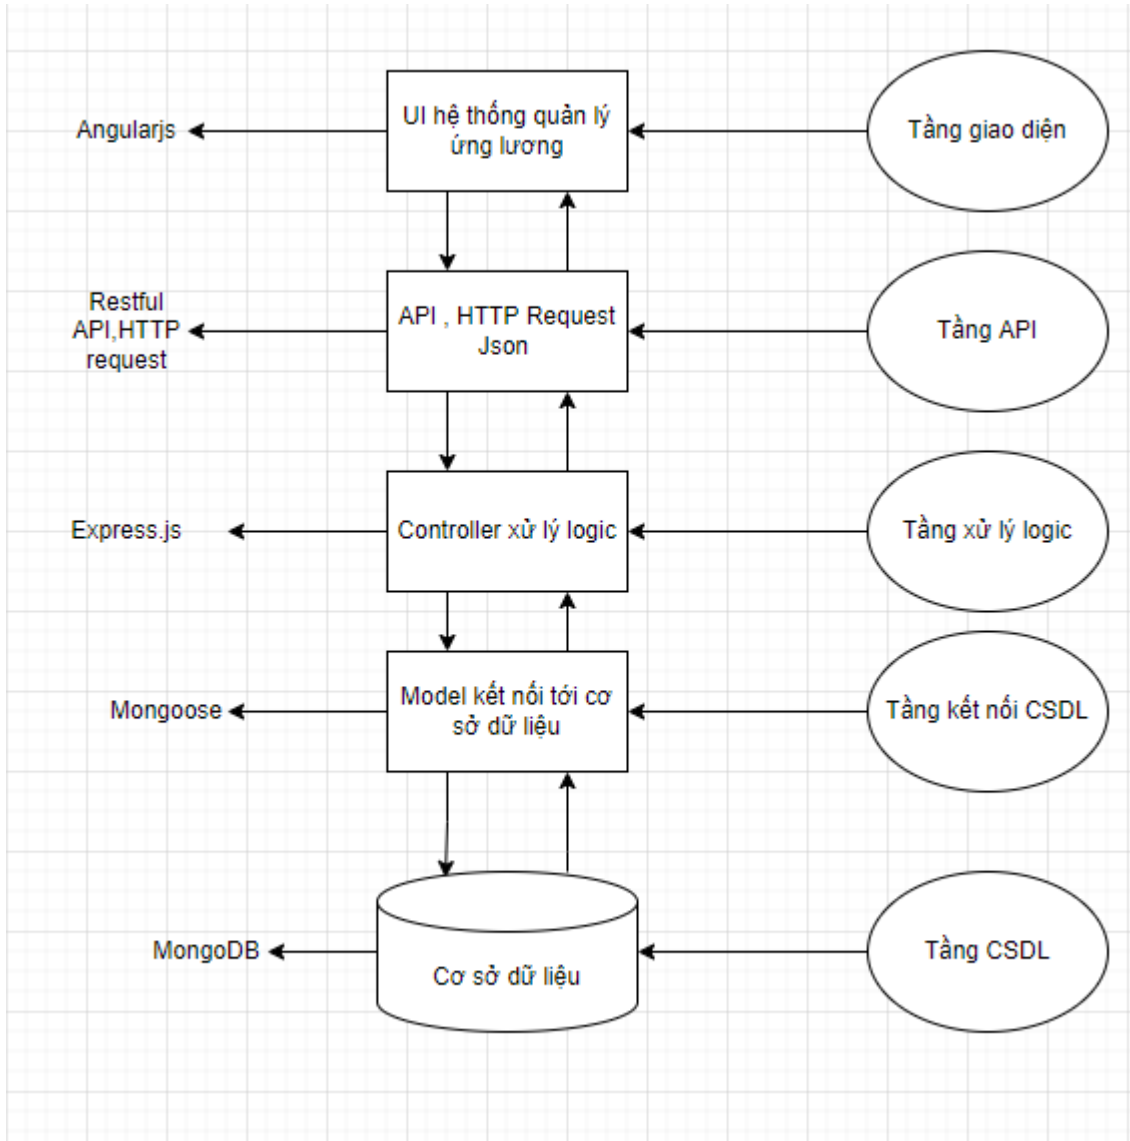 Angularjs
UI hệ thống quản lý
ứng lương
Tầng giao diện
Restful
API,HTTP
request
API , HTTP Request
Json
Tầng API
Express.js
Controller xử lý logic
Tầng xử lý logic
Mongoose
Model kết nối tới cơ
sở dữ liệu
Tầng kết nối CSDL
MongoDB
Cơ sở dữ liệu
Tầng CSDL